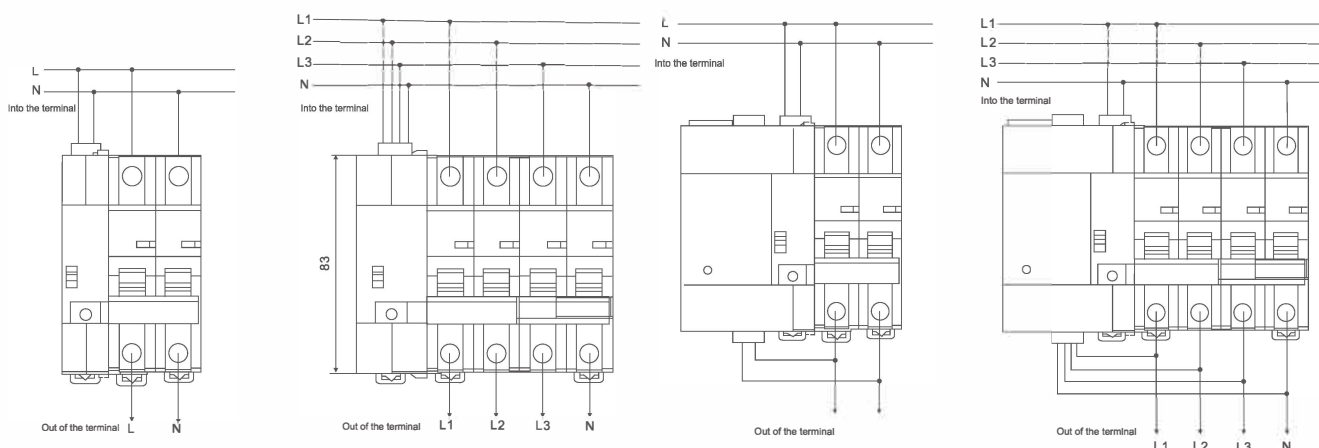 L
N
Into the terminal
Out of the terminal L N
L1
L2
L3
N
Into the terminal
83
Out of the terminal L1 L2 L3 N
L
N
Into the terminal
Out of the terminal
L1
L2
L3
N
Into the terminal
Out of the terminal
L1 L2 L3 N